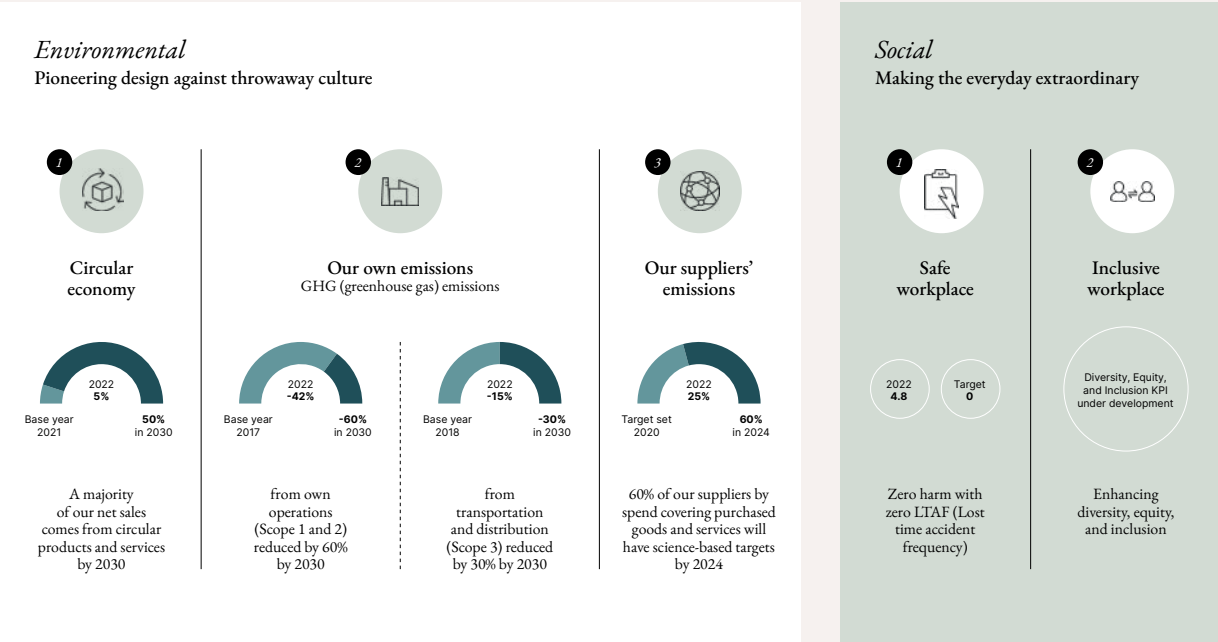 Environmental
Pioneering design against throwaway culture
1
Circular
economy
2022
5%
Base year
2021
50%
in 2030
A majority
of our net sales
comes from circular
products and services
by 2030
2
Our own emissions
GHG (greenhouse gas) emissions
2022
-42%
Base year
2017
-60%
in 2030
from own
operations
(Scope 1 and 2)
reduced by 60%
by 2030
2022
-15%
Base year
2018
-30%
in 2030
from
transportation
and distribution
(Scope 3) reduced
by 30% by 2030
3
Our suppliers’
emissions
2022
25%
Target set
2020
60%
in 2024
60% of our suppliers by
spend covering purchased
goods and services will
have science-based targets
by 2024
Social
Making the everyday extraordinary
1
Safe
workplace
2022
4.8
Target
0
Zero harm with
zero LTAF (Lost
time accident
frequency)
2
Inclusive
workplace
Diversity, Equity,
and Inclusion KPI
under development
Enhancing
diversity, equity,
and inclusion